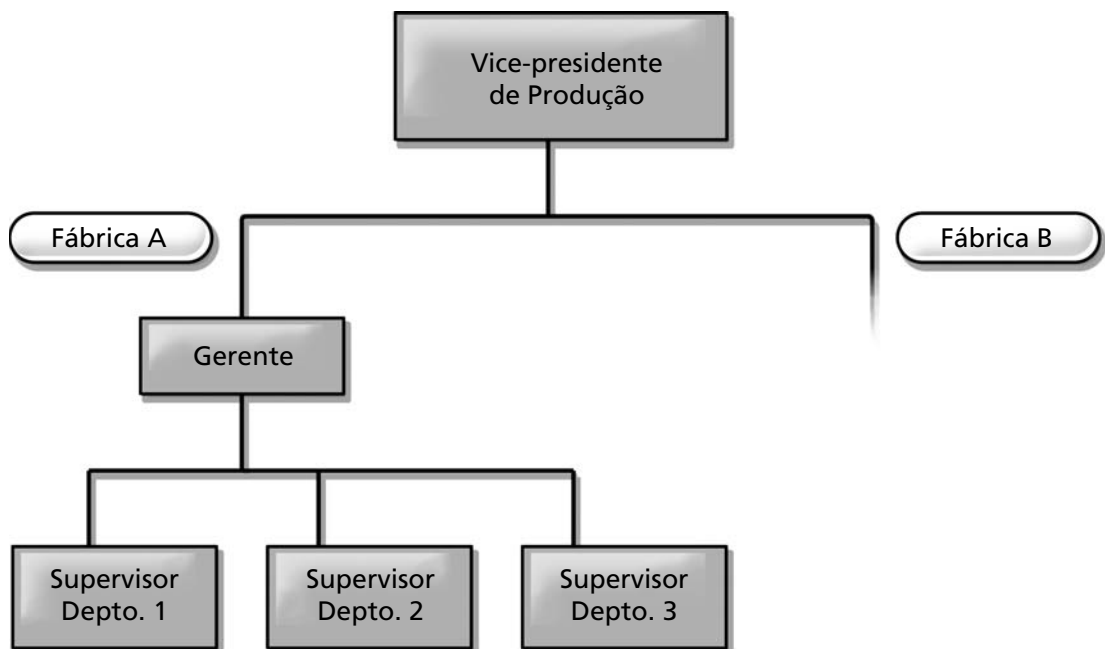 Vice-presidente
de Produção
Fábrica A
Fábrica B
Gerente
Supervisor
Depto. 1
Supervisor
Depto. 2
Supervisor
Depto. 3